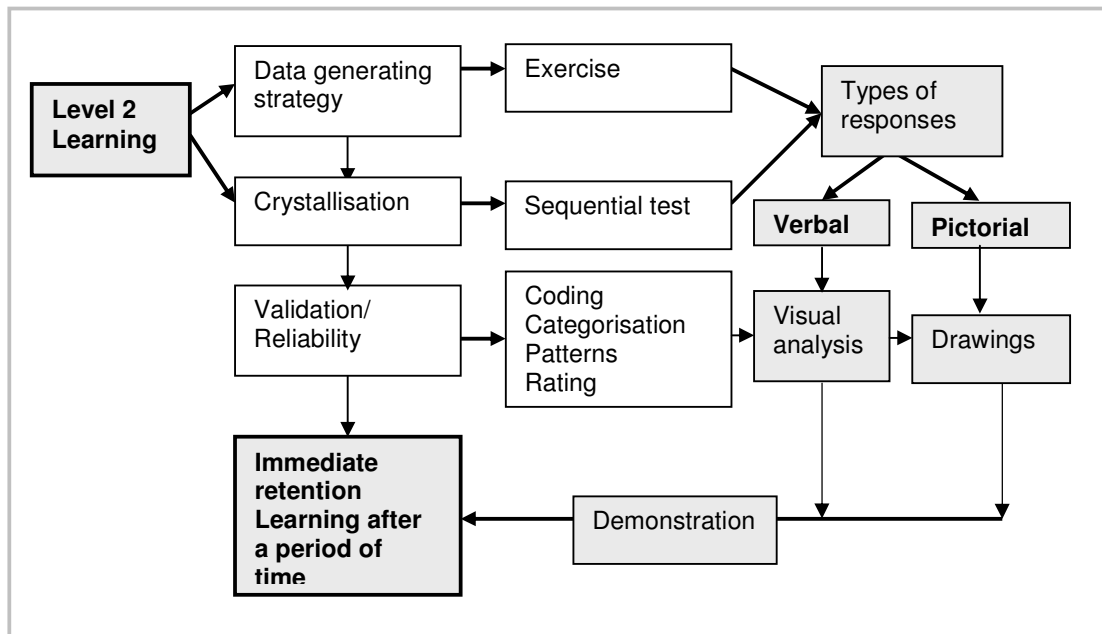 Level 2
Learning
Data generating
strategy
Exercise
Types of
responses
Crystallisation
Sequential test
Verbal
Pictorial
Validation/
Reliability
Coding
Categorisation
Patterns
Rating
Visual
analysis
Drawings
Immediate
retention
Learning after
a period of
time
Demonstration